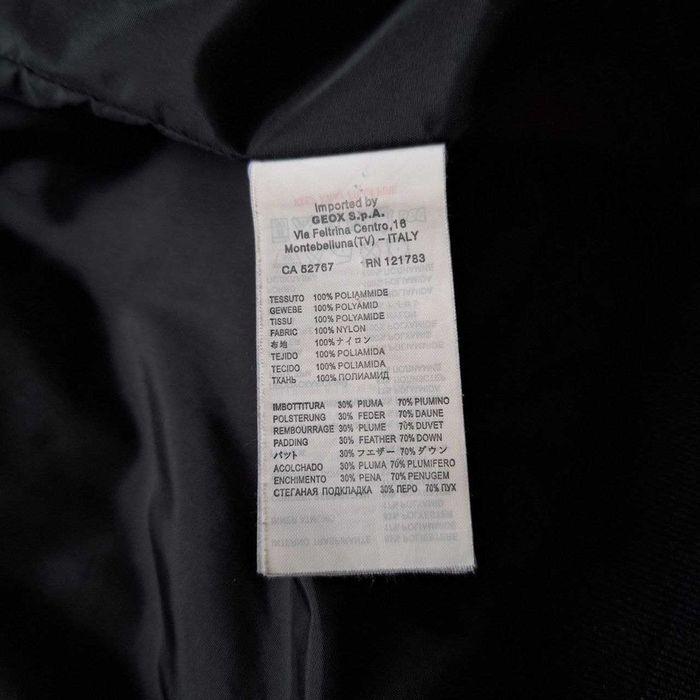 Imported by
GEOX S.p.A.
Via Feltrina Centro,16
Montebelluna(TV) – ITALY
CA 52767 RN 121783
TESSUTO 100% POLIAMMIDE
GEWEBE 100% POLYAMID
TISSU 100% POLYAMIDE
FABRIC 100% NYLON
布地 100% ナイロン
TEJIDO 100% POLIAMIDA
TECIDO 100% POLIAMIDA
ТКАНЬ 100% ПОЛИАМИД
IMBOTTITURA 30% PIUMA 70% PIUMINO
POLSTERUNG 30% FEDER 70% DAUNE
REMBOURRAGE 30% PLUME 70% DUVET
PADDING 30% FEATHER 70% DOWN
パット 30% フエザー 70% ダウン
ACOLCHADO 30% PLUMA 70% PLUMIFERO
ENCHIMENTO 30% PENA 70% PENUGEM
СТЕГАНАЯ ПОДКЛАДКА 30% ПЕРО 70% ПУХ